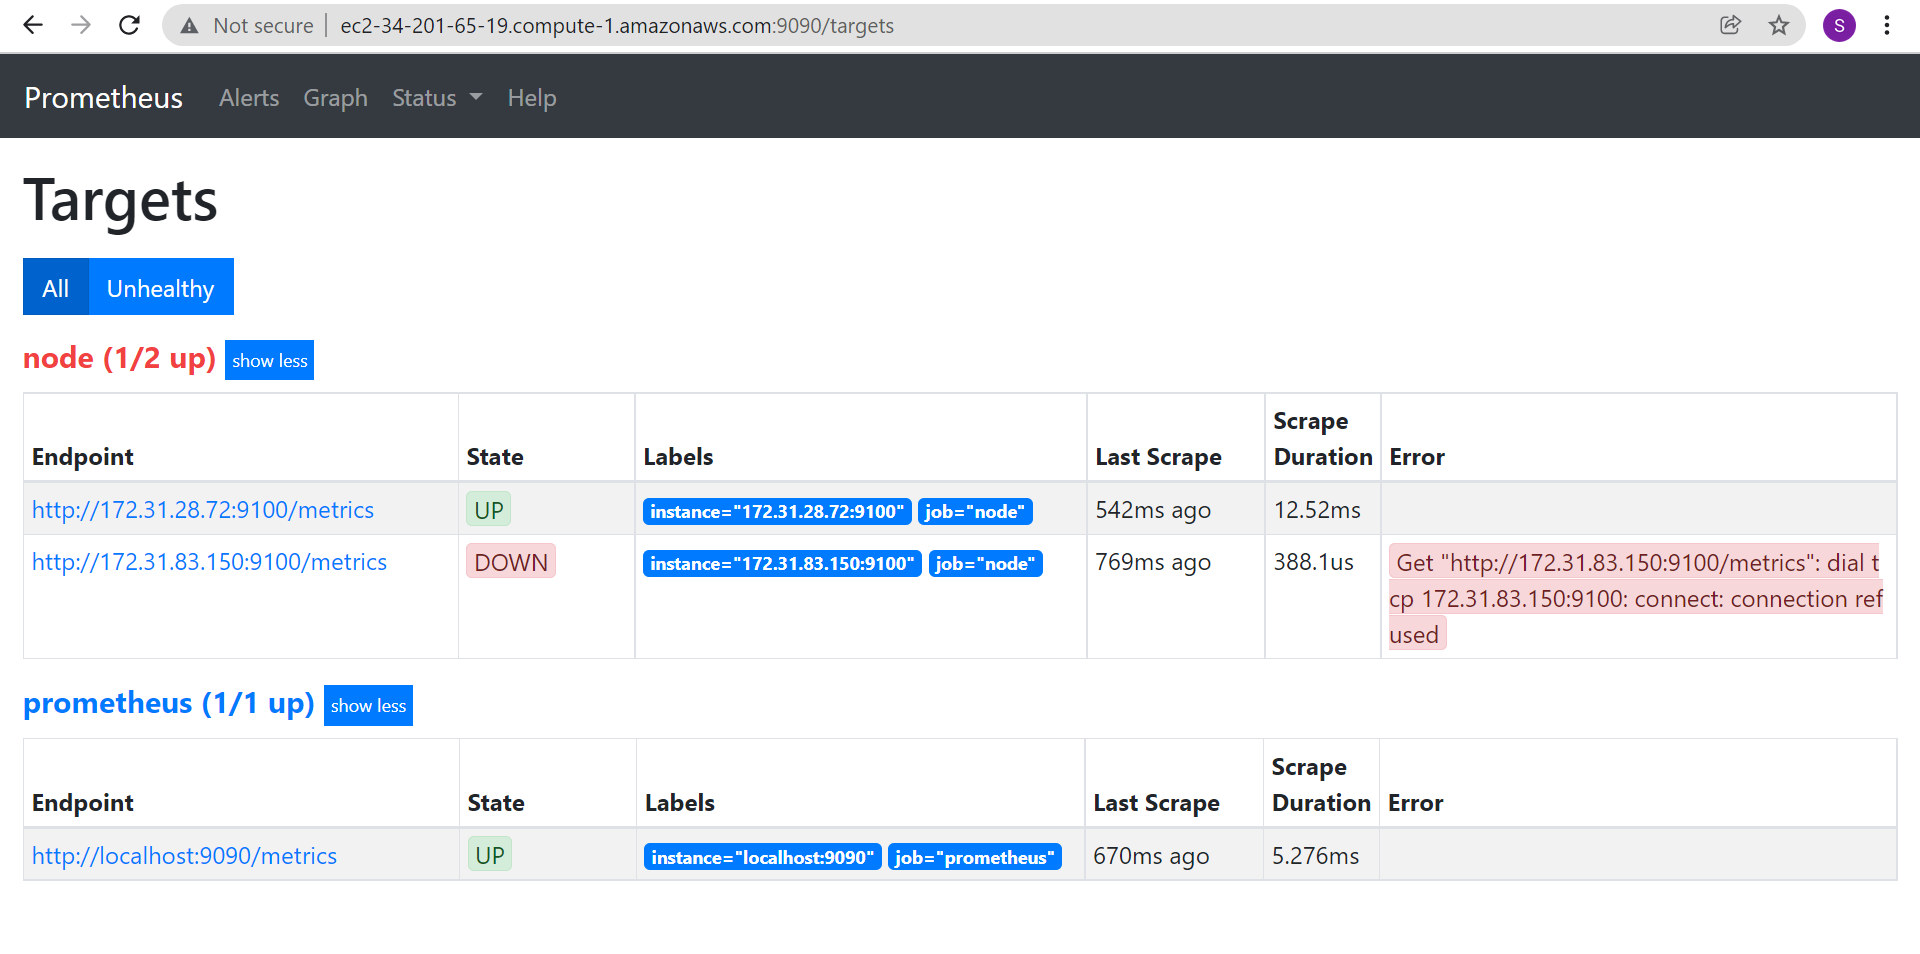 Not secure ec2-34-201-65-19.compute-1.amazonaws.com:9090/targets S
Prometheus Alerts Graph Status Help
Targets
All Unhealthy
node (1/2 up) show less
Endpoint State Labels Last Scrape Scrape Duration Error
http://172.31.28.72:9100/metrics UP instance="172.31.28.72:9100" job="node" 542ms ago 12.52ms
http://172.31.83.150:9100/metrics DOWN instance="172.31.83.150:9100" job="node" 769ms ago 388.1us Get "http://172.31.83.150:9100/metrics": dial t
cp 172.31.83.150:9100: connect: connection ref
used
prometheus (1/1 up) show less
Endpoint State Labels Last Scrape Scrape Duration Error
http://localhost:9090/metrics UP instance="localhost:9090" job="prometheus" 670ms ago 5.276ms